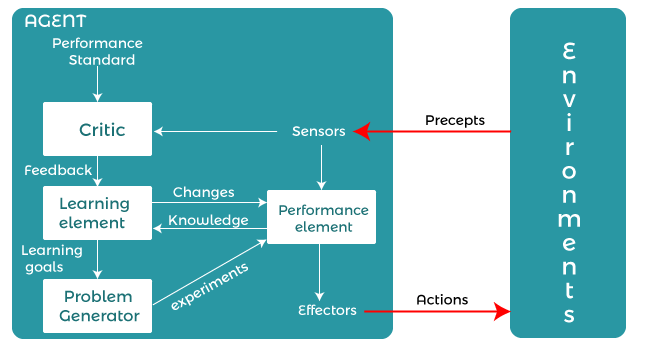 AGENT
Performance
Standard
Critic
Sensors
Precepts
Feedback
Learning
element
Changes
Knowledge
Performance
element
Learning
goals
experiments
Problem
Generator
Effectors
Actions
Environments